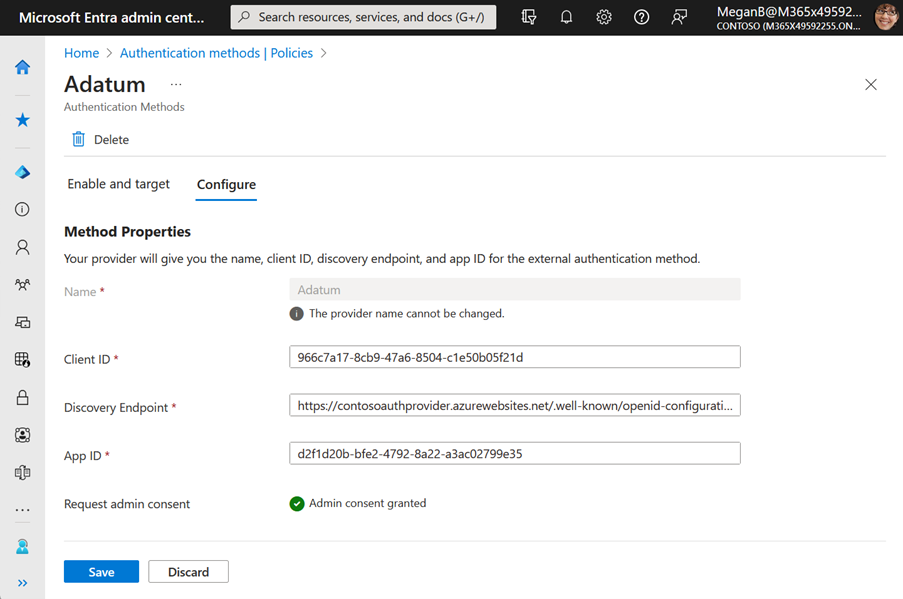 Microsoft Entra admin cent...
Search resources, services, and docs (G+/)
MeganB@M365x49592...
CONTOSO (M365X49592255.ON...
Home > Authentication methods | Policies >
Adatum ...
Authentication Methods
Delete
Enable and target Configure
Method Properties
Your provider will give you the name, client ID, discovery endpoint, and app ID for the external authentication method.
Name * Adatum
The provider name cannot be changed.
Client ID * 966c7a17-8cb9-47a6-8504-c1e50b05f21d
Discovery Endpoint * https://contosoauthprovider.azurewebsites.net/.well-known/openid-configurati...
App ID * d2f1d20b-bfe2-4792-8a22-a3ac02799e35
Request admin consent Admin consent granted
Save Discard